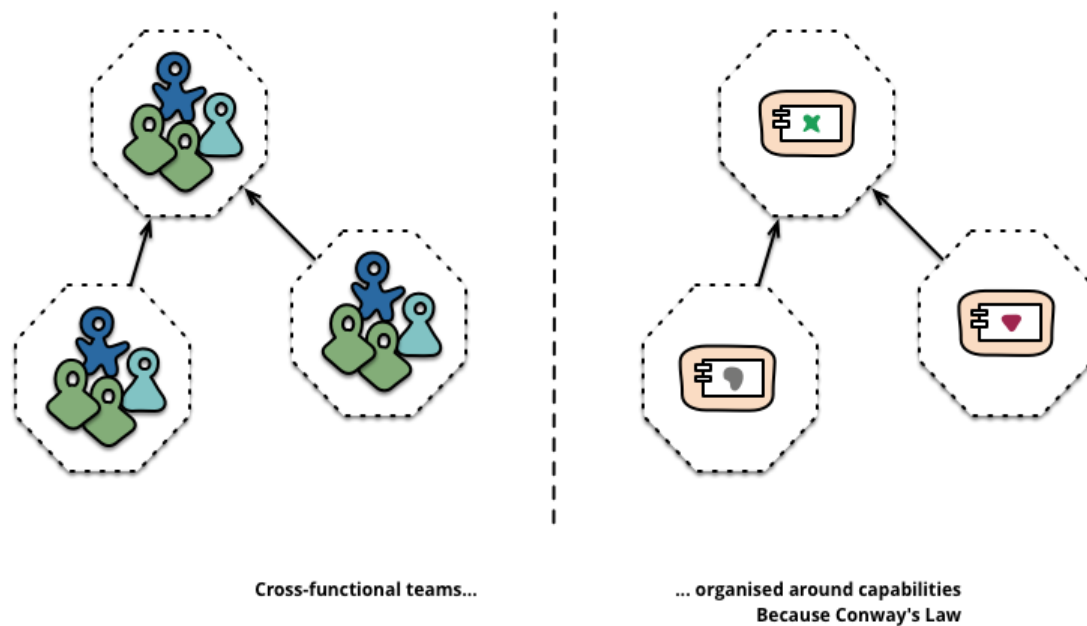 Cross-functional teams...
... organised around capabilities
Because Conway's Law